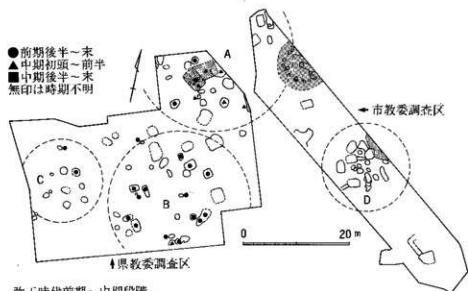 ●前期後半～末
▲中期初頭～前半
■中期後半～末
無印は時期不明
A
B
C
D
←市教委調査区
↑県教委調査区
0 20 m